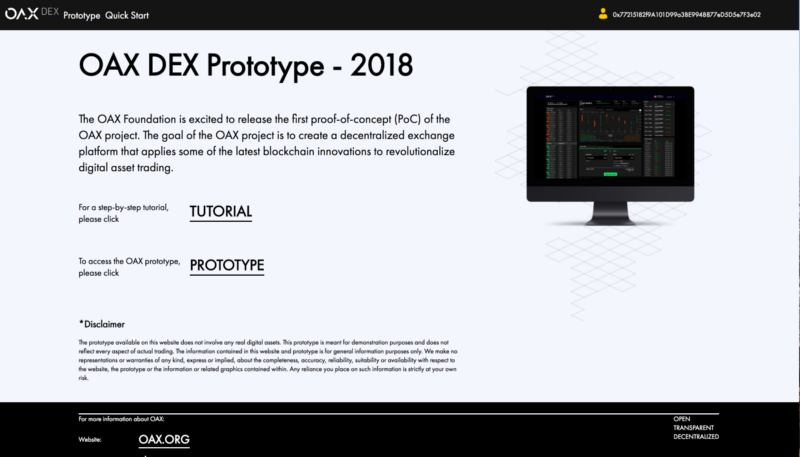 OAX DEX Prototype Quick Start 0x77215182f9A101D99a38E9948B77eD5D5e7F3e02
OAX DEX Prototype - 2018
The OAX Foundation is excited to release the first proof-of-concept (PoC) of the
OAX project. The goal of the OAX project is to create a decentralized exchange
platform that applies some of the latest blockchain innovations to revolutionalize
digital asset trading.
For a step-by-step tutorial,
please click
TUTORIAL
To access the OAX prototype,
please click
PROTOTYPE
*Disclaimer
The prototype available on this website does not involve any real digital assets. This prototype is meant for demonstration purposes and does not
reflect every aspect of actual trading. The information contained in this website and prototype is for general information purposes only. We make no
representations or warranties of any kind, express or implied, about the completeness, accuracy, reliability, suitability or availability with respect to
the website, the prototype or the information or related graphics contained within. Any reliance you place on such information is strictly at your own
risk.
For more information about OAX:
Website:
OAX.ORG
OPEN
TRANSPARENT
DECENTRALIZED